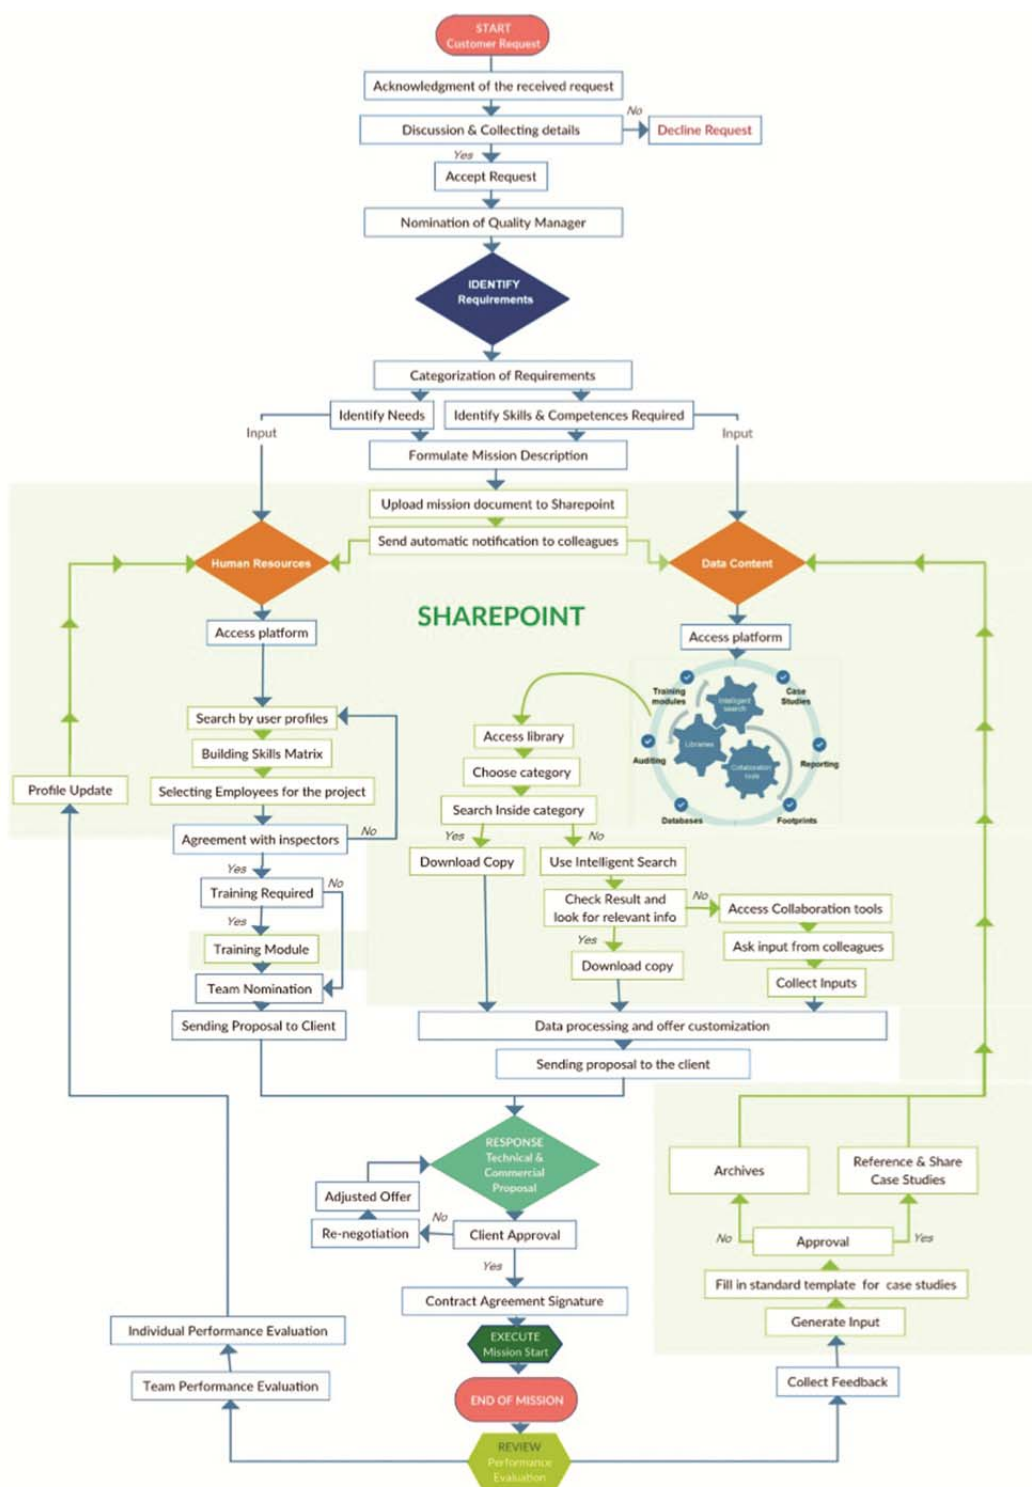 START
Customer Request
Acknowledgment of the received request
No
Discussion & Collecting details
Decline Request
Yes
Accept Request
Nomination of Quality Manager
IDENTIFY
Requirements
Categorization of Requirements
Identify Needs
Identify Skills & Competences Required
Input
Input
Formulate Mission Description
Upload mission document to Sharepoint
Send automatic notification to colleagues
Human Resources
Data Content
SHAREPOINT
Access platform
Access platform
Training
modules
Case
Studies
Intelligent
search
Libraries
Collaboration
tools
Auditing
Reporting
Databases
Footprints
Search by user profiles
Building Skills Matrix
Profile Update
Selecting Employees for the project
Agreement with inspectors
No
Yes
Training Required
No
Yes
Training Module
Team Nomination
Sending Proposal to Client
Access library
Choose category
Search Inside category
Yes
No
Download Copy
Use Intelligent Search
Check Result and
look for relevant info
No
Access Collaboration tools
Yes
Ask input from colleagues
Download copy
Collect Inputs
Data processing and offer customization
Sending proposal to the client
RESPONSE
Technical &
Commercial
Proposal
Adjusted Offer
No
Re-negotiation
Client Approval
Yes
Contract Agreement Signature
EXECUTE
Mission Start
END OF MISSION
REVIEW
Performance
Evaluation
Individual Performance Evaluation
Team Performance Evaluation
Archives
Reference & Share
Case Studies
No
Approval
Yes
Fill in standard template for case studies
Generate Input
Collect Feedback